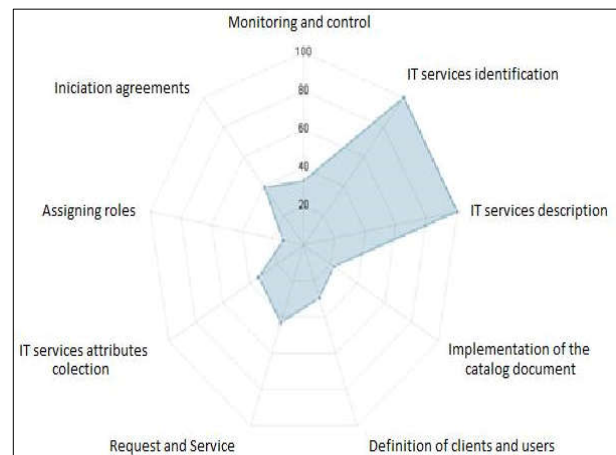 Monitoring and control
100
IT services identification
Iniciation agreements
80
60
40
20
Assigning roles
IT services description
IT services attributes
colection
Implementation of the
catalog document
Request and Service
Definition of clients and users